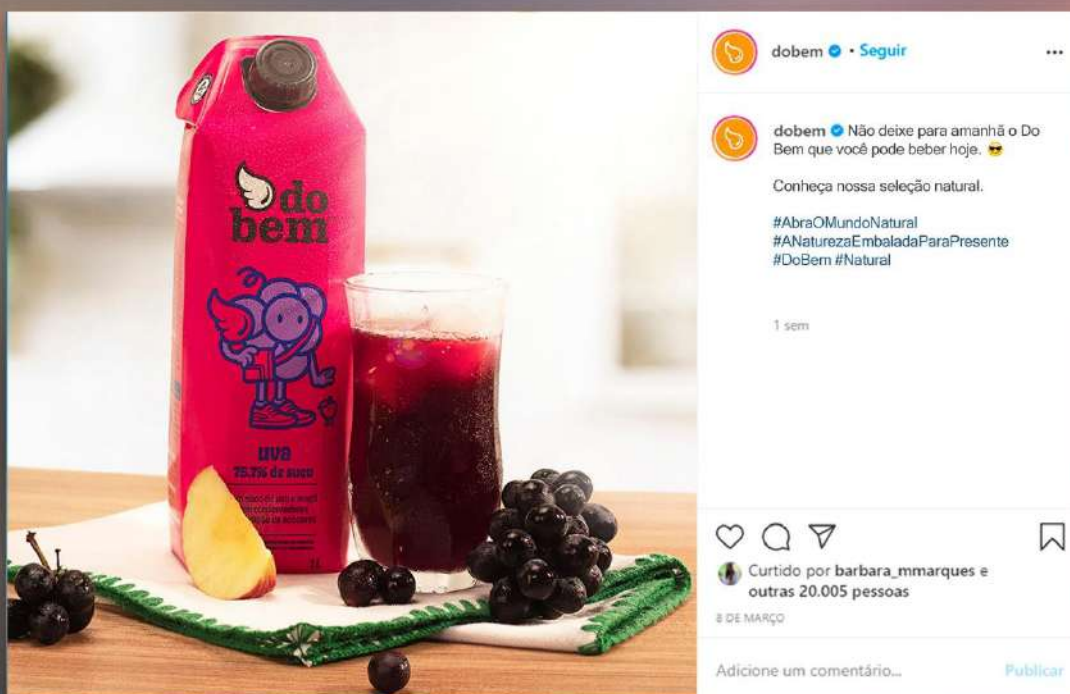 do
bem
uva
75.7% de suco
1L
dobem • Seguir
dobem Não deixe para amanhã o Do
Bem que você pode beber hoje. 😎
Conheça nossa seleção natural.
#AbraOMundoNatural
#ANaturezaEmbaladaParaPresente
#DoBem #Natural
1 sem
Curtido por barbara_mmarques e
outras 20.005 pessoas
8 DE MARÇO
Adicione um comentário... Publicar